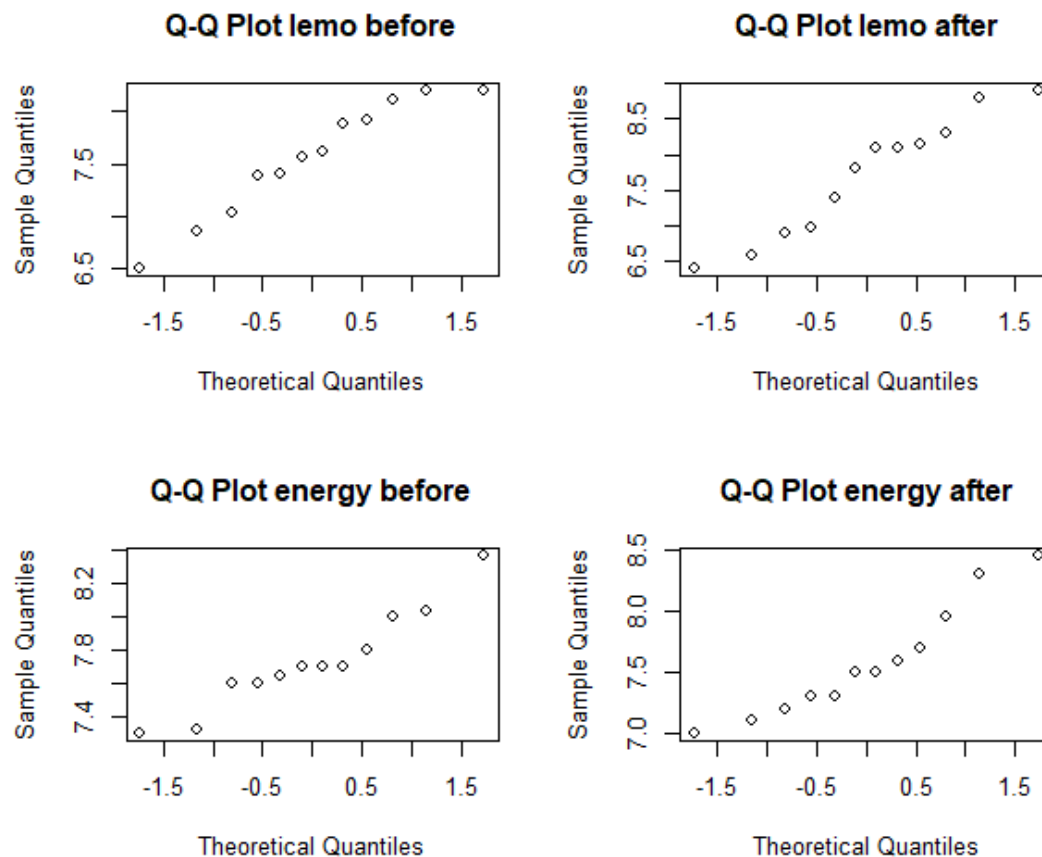 Q-Q Plot lemo before
Sample Quantiles
7.5
6.5
-1.5 -0.5 0.5 1.5
Theoretical Quantiles
Q-Q Plot lemo after
Sample Quantiles
8.5
7.5
6.5
-1.5 -0.5 0.5 1.5
Theoretical Quantiles
Q-Q Plot energy before
Sample Quantiles
8.2
7.8
7.4
-1.5 -0.5 0.5 1.5
Theoretical Quantiles
Q-Q Plot energy after
Sample Quantiles
8.5
8.0
7.5
7.0
-1.5 -0.5 0.5 1.5
Theoretical Quantiles